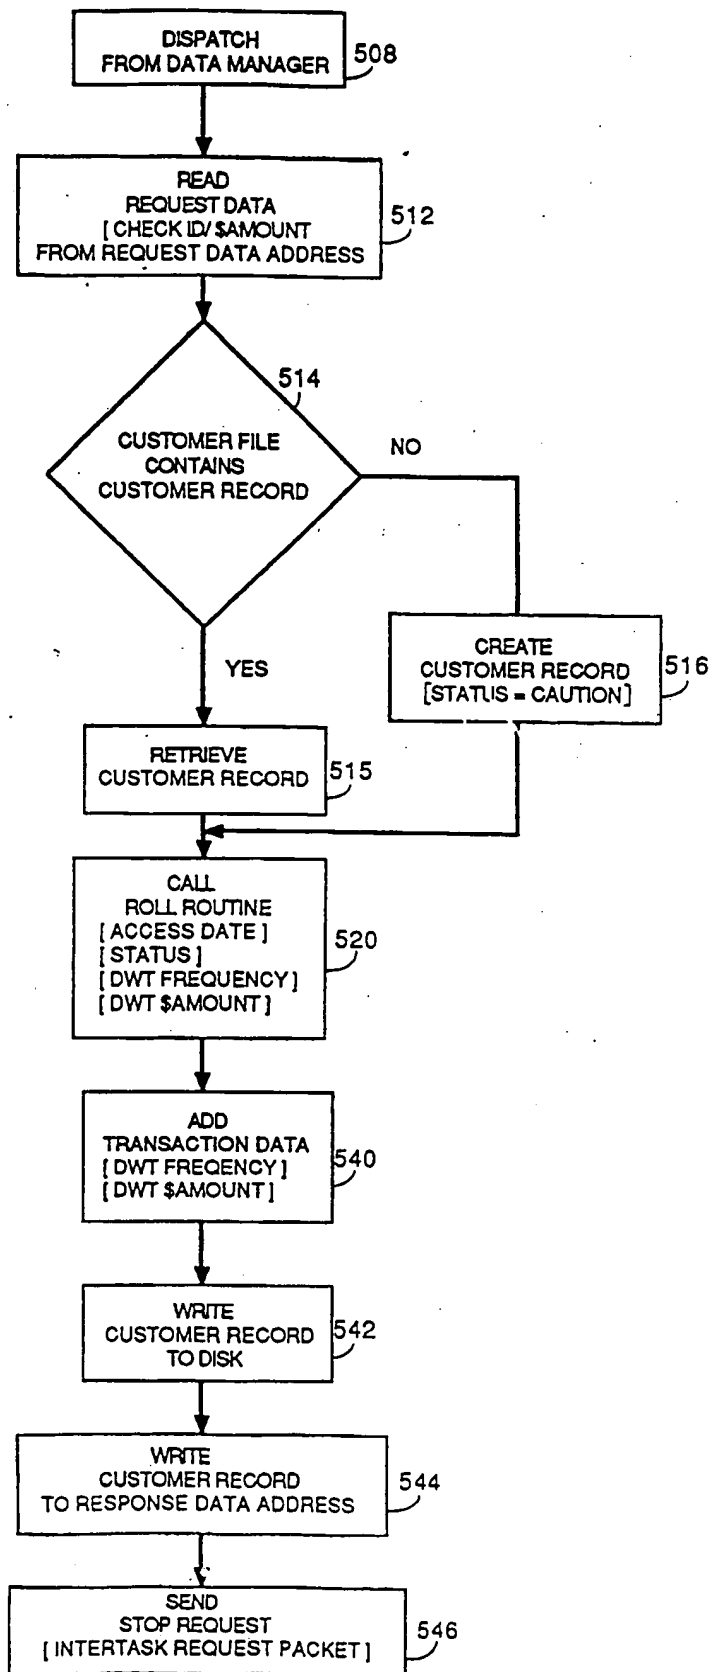 DISPATCH
FROM DATA MANAGER
508
READ
REQUEST DATA
[ CHECK ID/ $AMOUNT
FROM REQUEST DATA ADDRESS
512
514
CUSTOMER FILE
CONTAINS
CUSTOMER RECORD
NO
YES
CREATE
CUSTOMER RECORD
[STATUS = CAUTION]
516
RETRIEVE
CUSTOMER RECORD
515
CALL
ROLL ROUTINE
[ ACCESS DATE ]
[ STATUS ]
[ DWT FREQUENCY ]
[ DWT $AMOUNT ]
520
ADD
TRANSACTION DATA
[ DWT FREQENCY ]
[ DWT $AMOUNT ]
540
WRITE
CUSTOMER RECORD
TO DISK
542
WRITE
CUSTOMER RECORD
TO RESPONSE DATA ADDRESS
544
SEND
STOP REQUEST
[ INTERTASK REQUEST PACKET ]
546